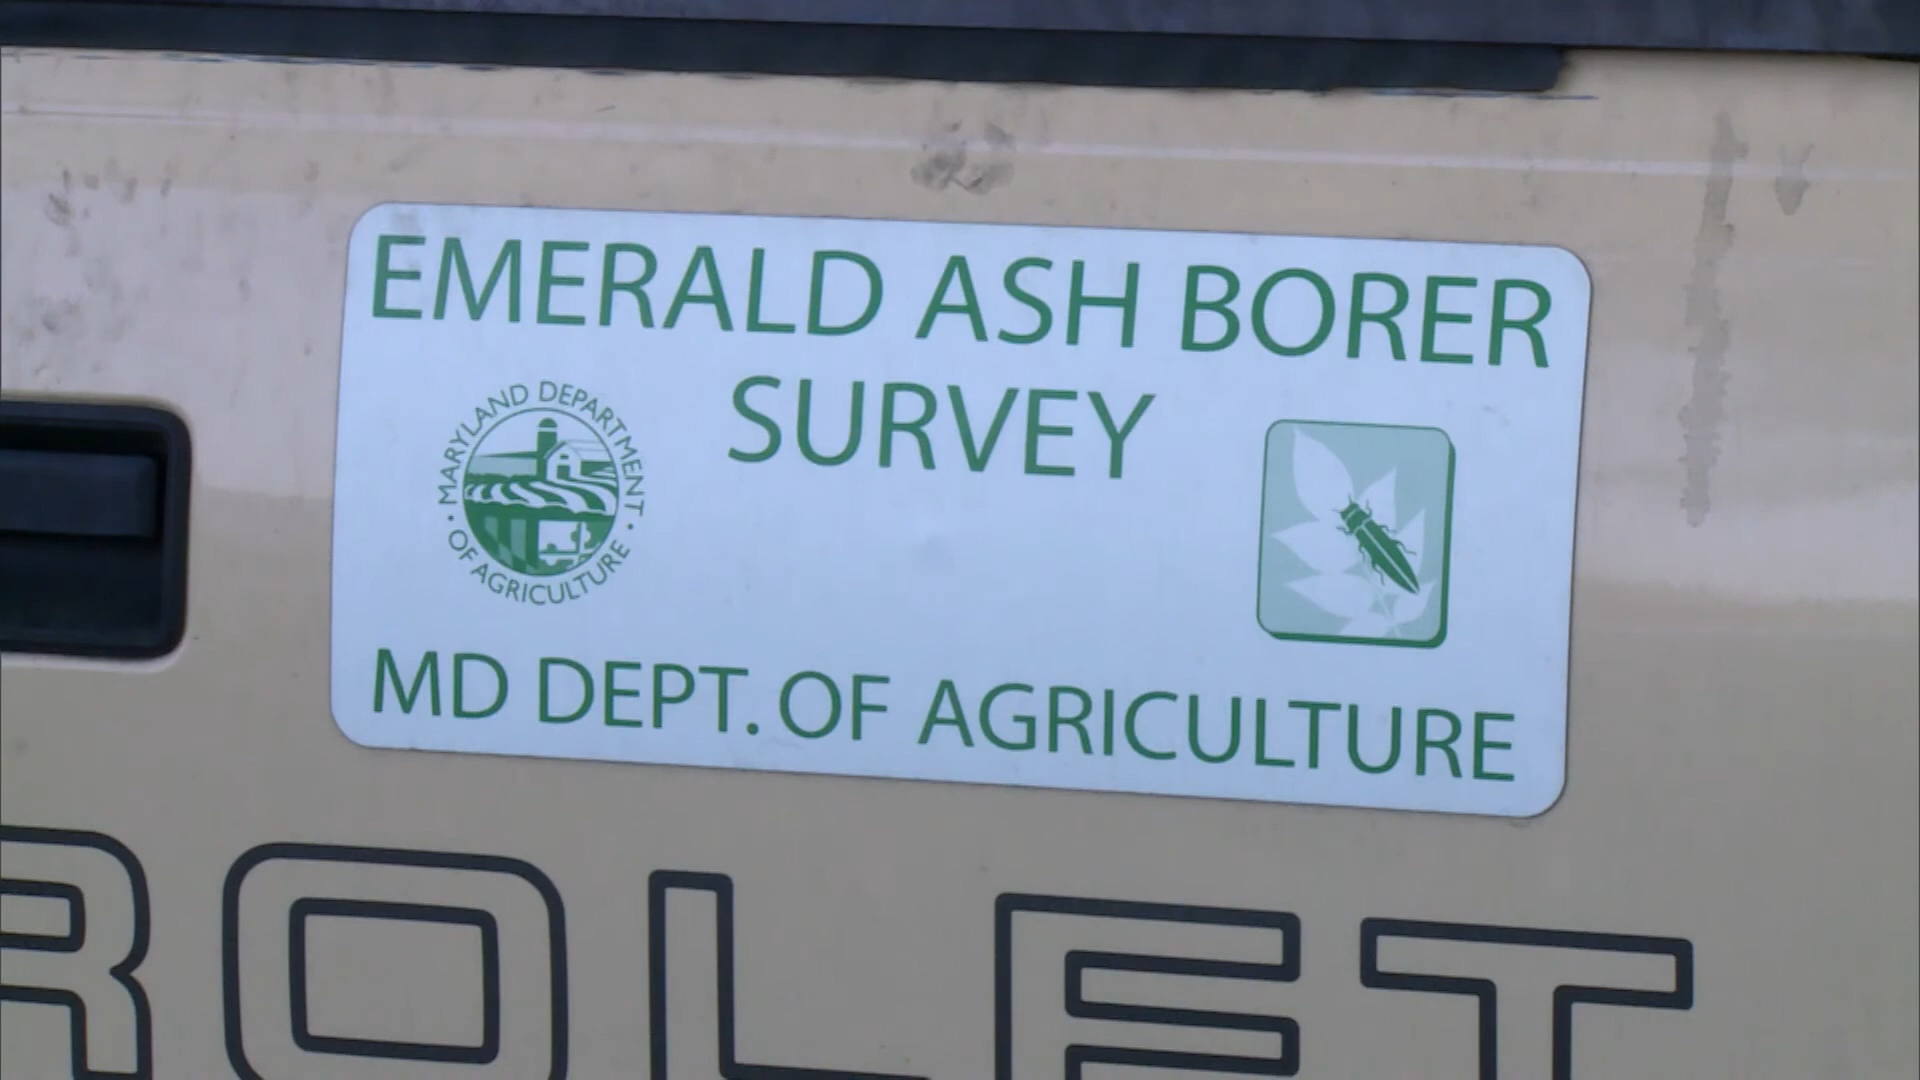 EMERALD ASH BORER
SURVEY
MARYLAND DEPARTMENT
• OF AGRICULTURE •
MD DEPT. OF AGRICULTURE
ROLET